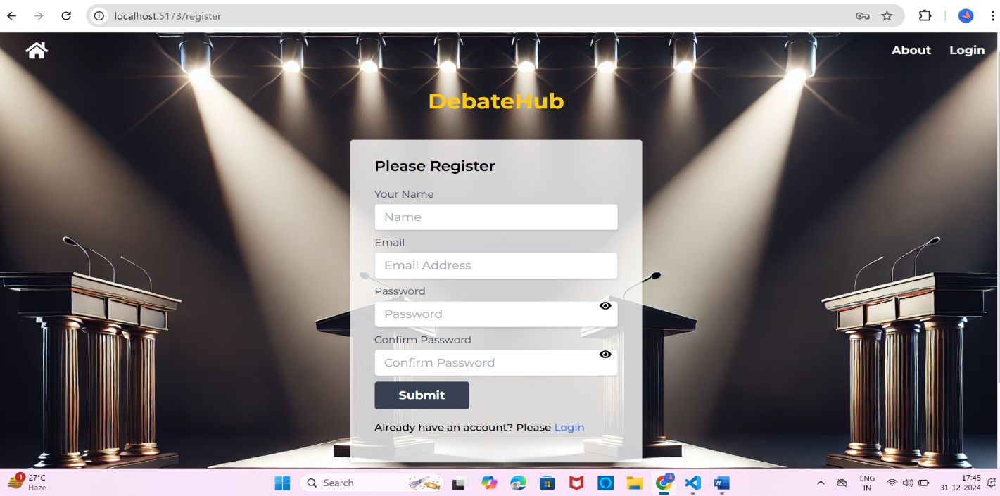 localhost:5173/register
About Login
DebateHub
Please Register
Your Name
Name
Email
Email Address
Password
Password
Confirm Password
Confirm Password
Submit
Already have an account? Please Login
1
27°C
Haze
Search
ENG
IN
17:45
31-12-2024